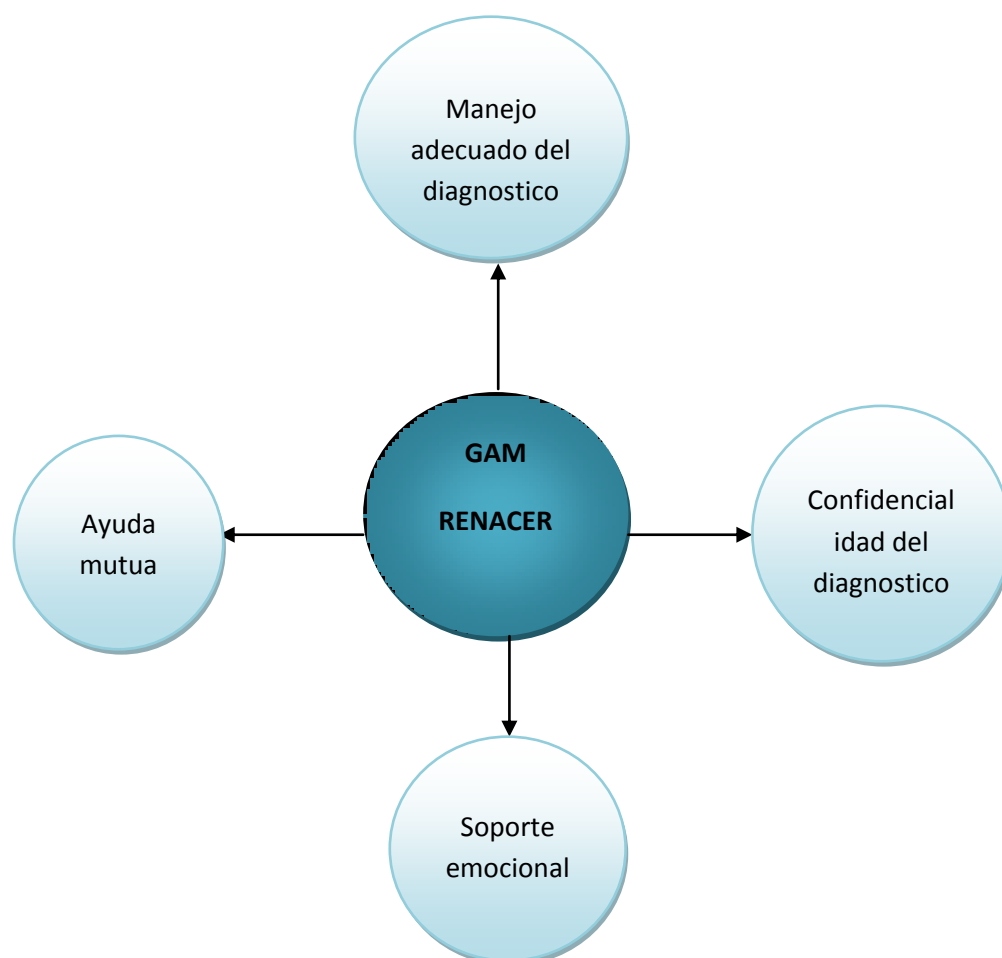 Manejo
adecuado del
diagnostico
GAM
RENACER
Ayuda
mutua
Confidencial
idad del
diagnostico
Soporte
emocional